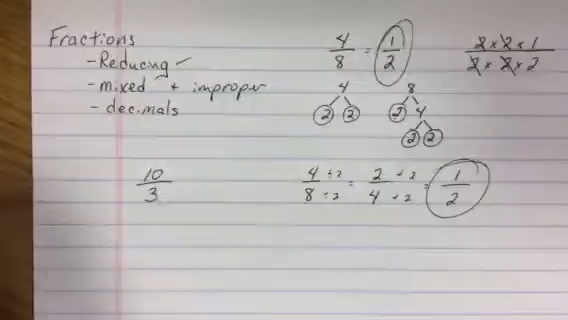 Fractions
- Reducing ✓
- mixed + improper
- decimals
4/8 = 1/2
2 x 2 x 1 / 2 x 2 x 2
4
2 2
8
2 4
2 2
10/3
4 ÷ 2 / 8 ÷ 2 = 2 ÷ 2 / 4 ÷ 2 = 1/2